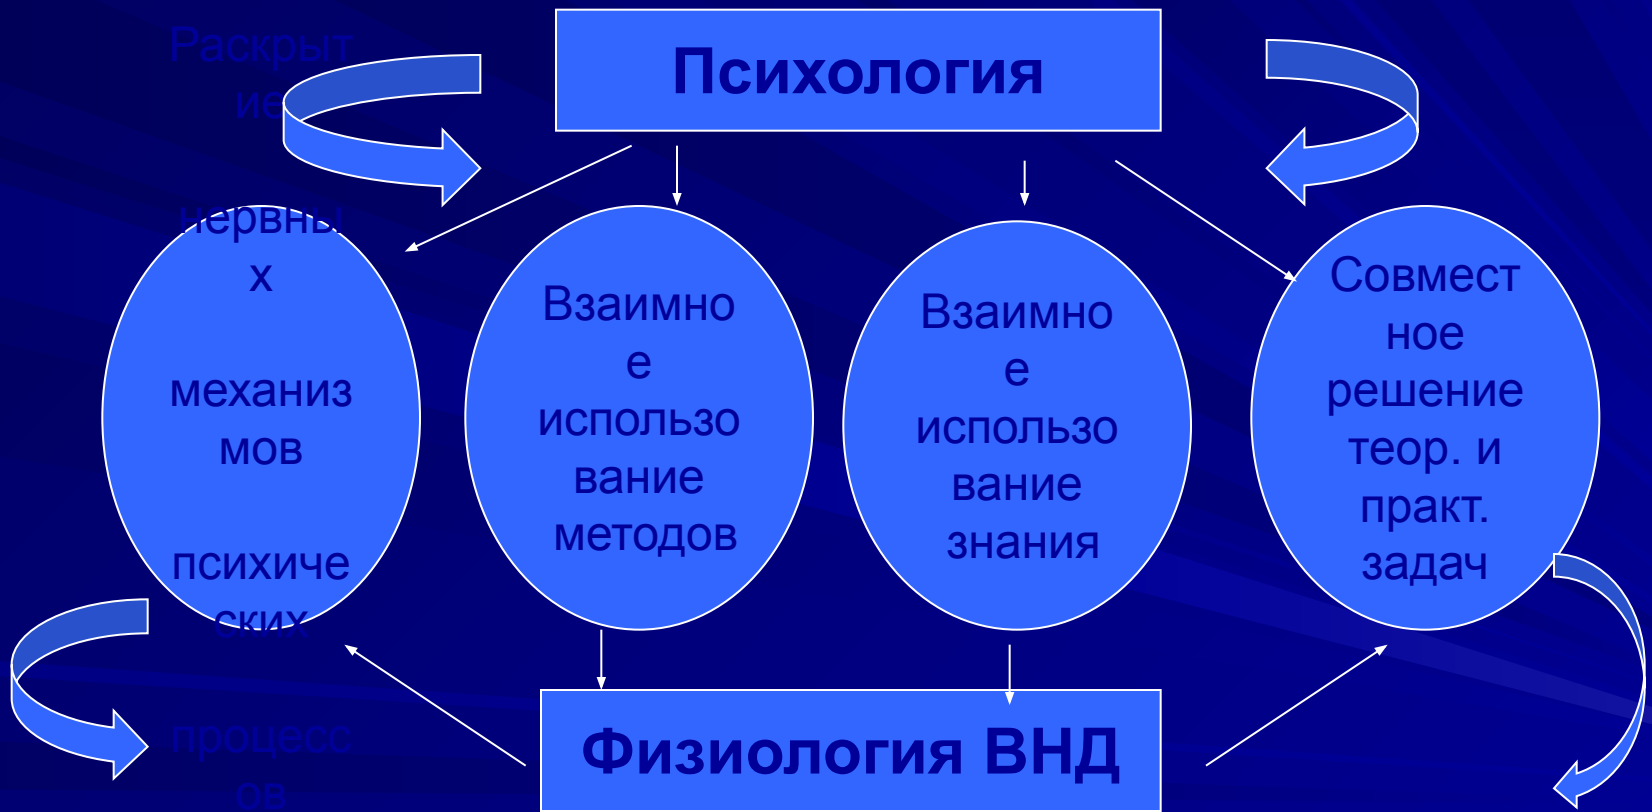 Психология
Раскрыт
ие
нервны
х
механиз
мов
психиче
ских
процесс
ов
Взаимно
е
использо
вание
методов
Взаимно
е
использо
вание
знания
Совмест
ное
решение
теор. и
практ.
задач
Физиология ВНД